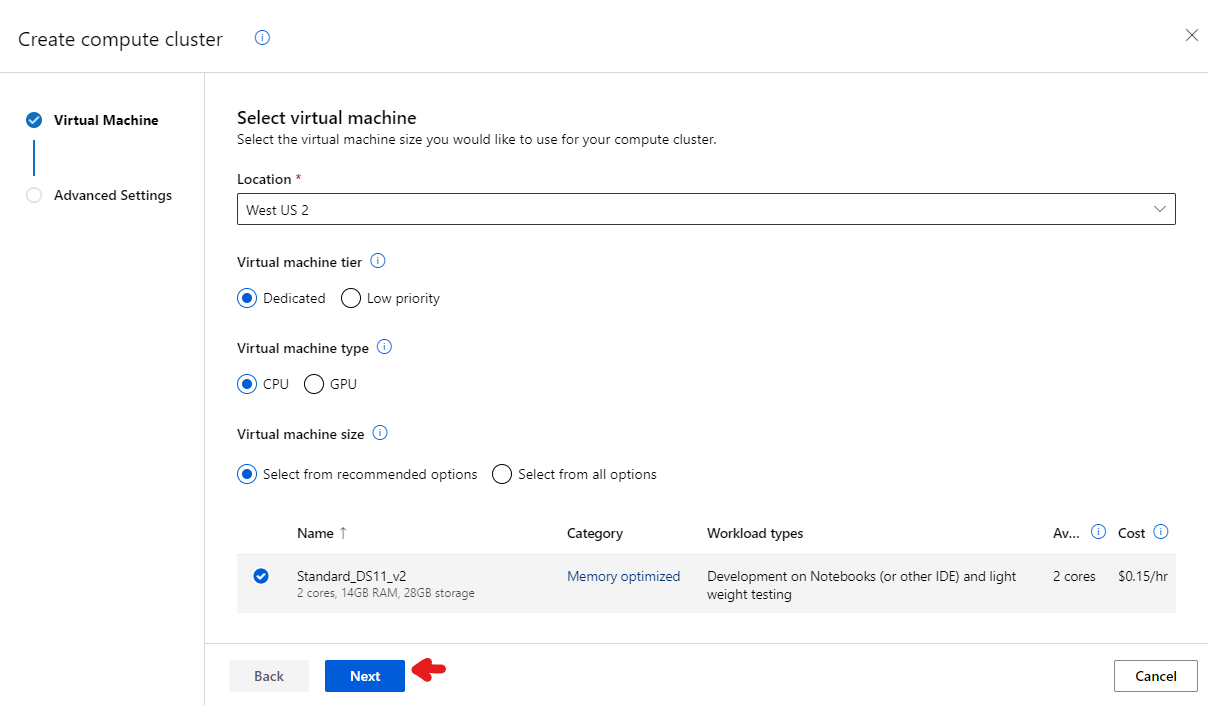 Create compute cluster
Virtual Machine
Advanced Settings
Select virtual machine
Select the virtual machine size you would like to use for your compute cluster.
Location *
West US 2
Virtual machine tier
Dedicated Low priority
Virtual machine type
CPU GPU
Virtual machine size
Select from recommended options Select from all options
Name ↑ Category Workload types Av... Cost
Standard_DS11_v2 Memory optimized Development on Notebooks (or other IDE) and light 2 cores $0.15/hr
2 cores, 14GB RAM, 28GB storage weight testing
Back Next Cancel